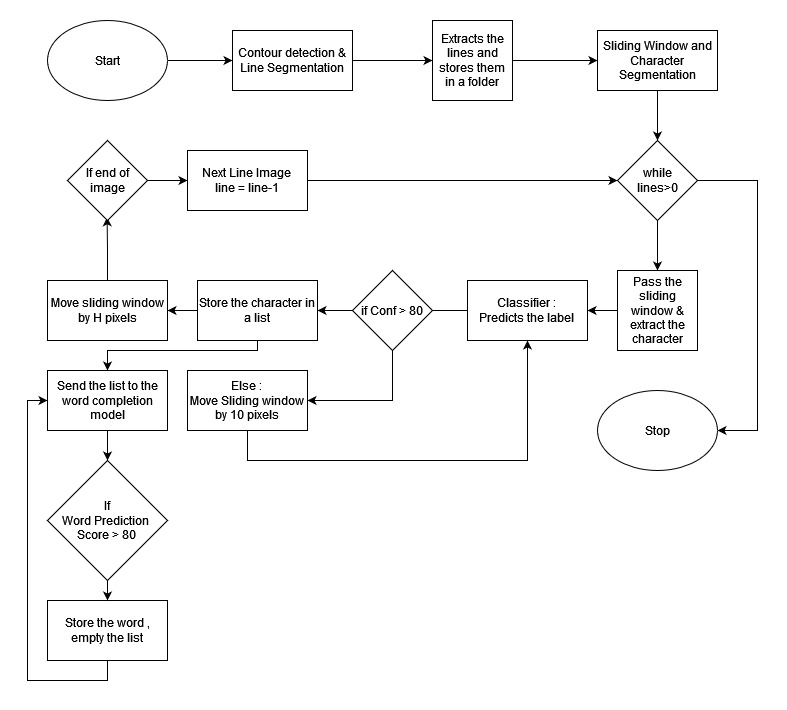 Start
Contour detection &
Line Segmentation
Extracts the
lines and
stores them
in a folder
Sliding Window and
Character
Segmentation
If end of
image
Next Line Image
line = line-1
while
lines>0
Move sliding window
by H pixels
Store the character in
a list
if Conf > 80
Classifier :
Predicts the label
Pass the
sliding
window &
extract the
character
Send the list to the
word completion
model
Else :
Move Sliding window
by 10 pixels
Stop
If
Word Prediction
Score > 80
Store the word ,
empty the list